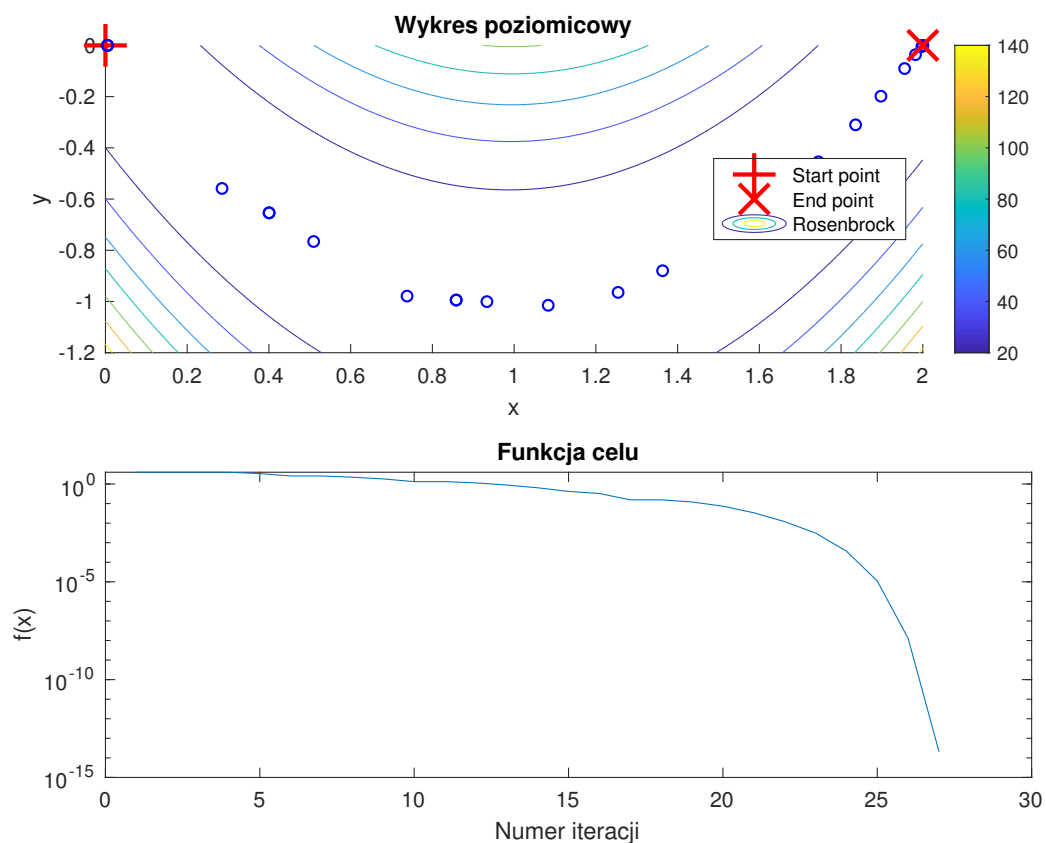 Wykres poziomicowy
0
-0.2
-0.4
-0.6
-0.8
-1
-1.2
y
0 0.2 0.4 0.6 0.8 1 1.2 1.4 1.6 1.8 2
x
Start point
End point
Rosenbrock
140
120
100
80
60
40
20
Funkcja celu
10^0
10^-5
10^-10
10^-15
f(x)
0 5 10 15 20 25 30
Numer iteracji